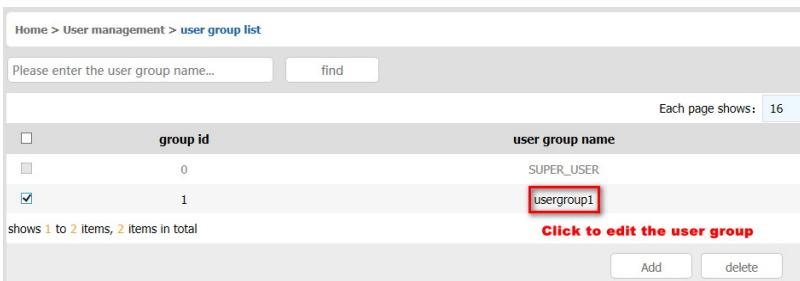 Home > User management > user group list
Please enter the user group name... find
Each page shows: 16
group id user group name
0 SUPER_USER
1 usergroup1
shows 1 to 2 items, 2 items in total
Click to edit the user group
Add delete